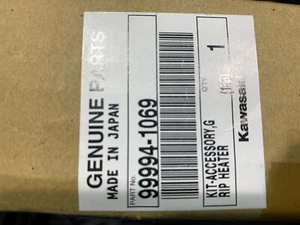 GENUINE PARTS
MADE IN JAPAN
PART No. 99994-1069
KIT-ACCESSORY,G
RIP HEATER
QTY 1
Kawasaki